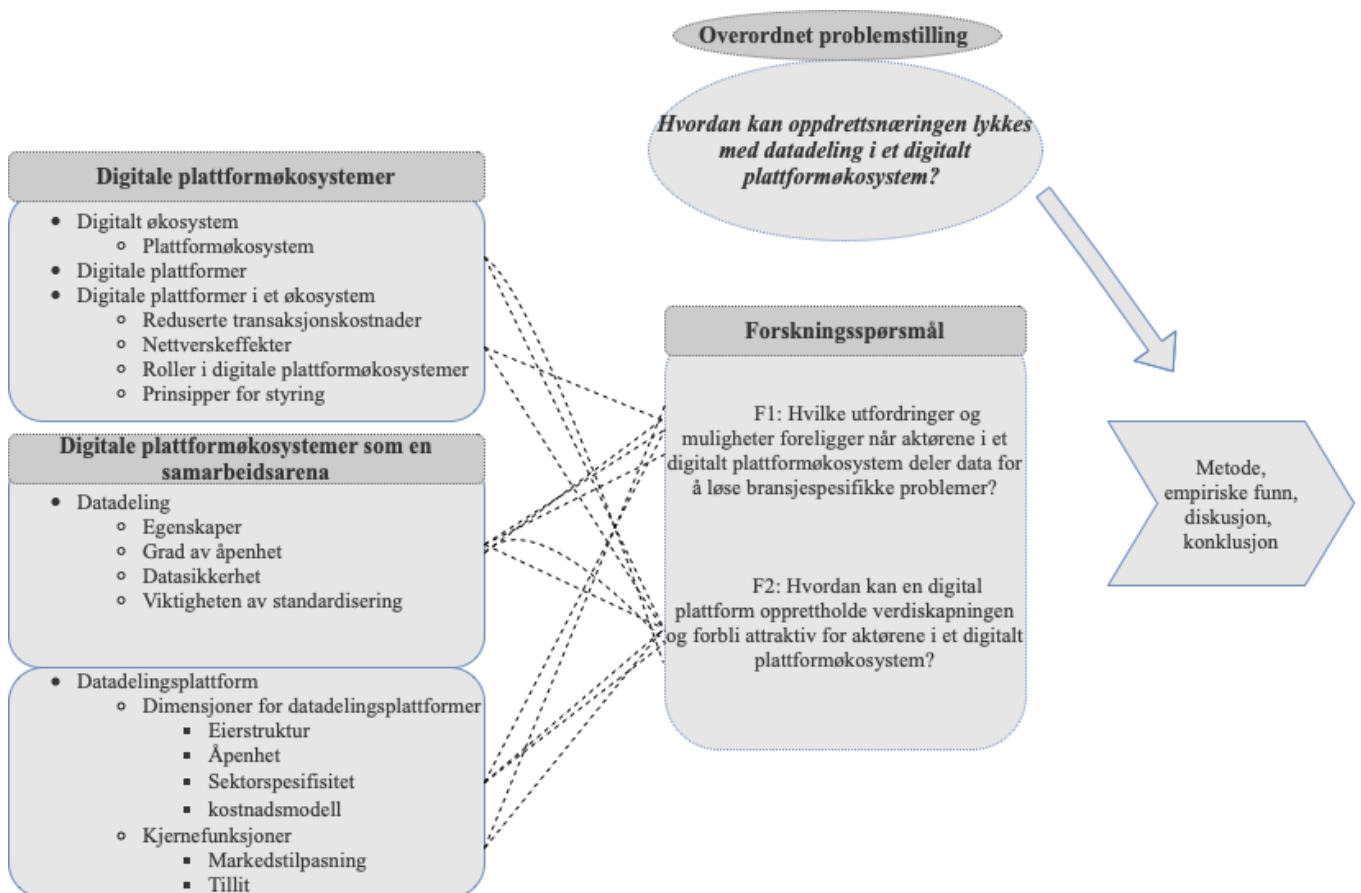 Overordnet problemstilling
Hvordan kan oppdrettsnæringen lykkes
med datadeling i et digitalt
plattformøkosystem?
Digitale plattformøkosystemer
Digitalt økosystem
Plattformøkosystem
Digitale plattformer
Digitale plattformer i et økosystem
Reduserte transaksjonskostnader
Nettverkeffekter
Roller i digitale plattformøkosystemer
Prinsipper for styring
Digitale plattformøkosystemer som en
samarbeidsarena
Datadeling
Egenskaper
Grad av åpenhet
Datasikkerhet
Viktigheten av standardisering
Datadelingsplattform
Dimensjoner for datadelingsplattformer
Eierstruktur
Åpenhet
Sektorspesifisitet
kostnadsmodell
Kjernefunksjoner
Markedstilpasning
Tillit
Forskningsspørsmål
F1: Hvilke utfordringer og
muligheter foreligger når aktørene i et
digitalt plattformøkosystem deler data for
å løse bransjespesifikke problemer?
F2: Hvordan kan en digital
plattform opprettholde verdiskapningen
og forbli attraktiv for aktørene i et digitalt
plattformøkosystem?
Metode,
empiriske funn,
diskusjon,
konklusjon